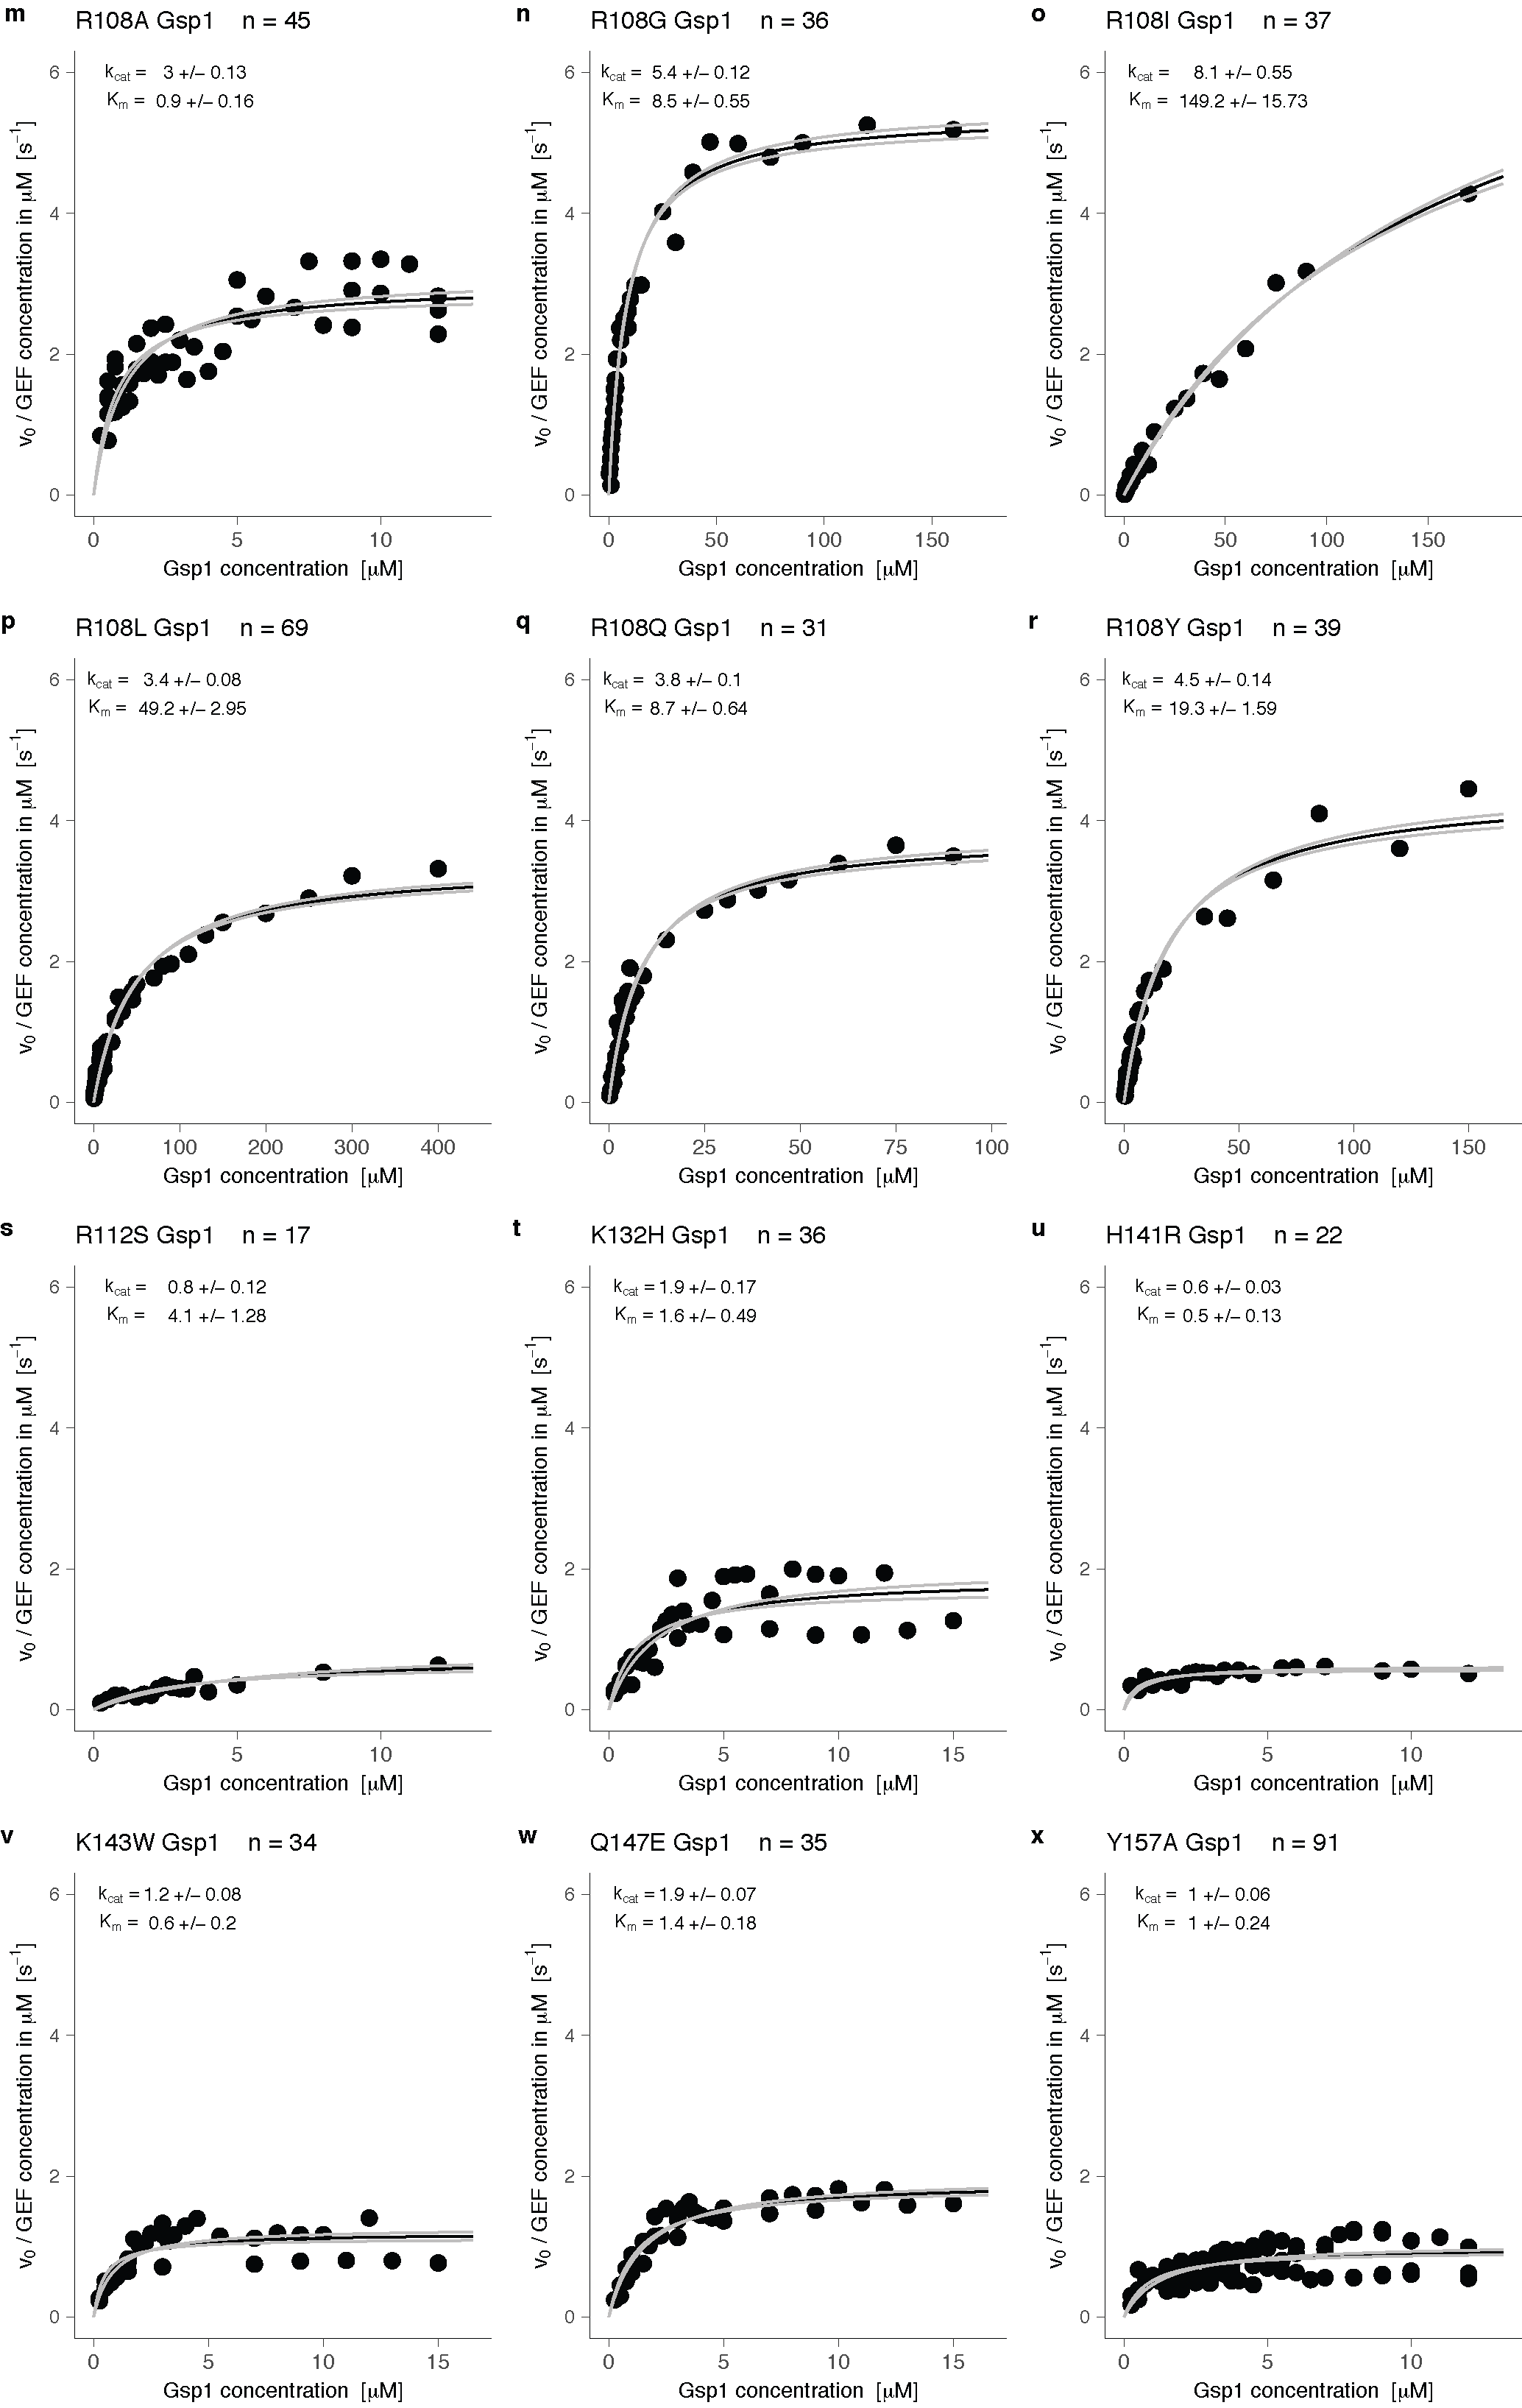 m R108A Gsp1 n = 45
kcat = 3 +/− 0.13
Km = 0.9 +/− 0.16
v0 / GEF concentration in μM [s−1]
6
4
2
0
0 5 10
Gsp1 concentration [μM]
n R108G Gsp1 n = 36
kcat = 5.4 +/− 0.12
Km = 8.5 +/− 0.55
v0 / GEF concentration in μM [s−1]
6
4
2
0
0 50 100 150
Gsp1 concentration [μM]
o R108I Gsp1 n = 37
kcat = 8.1 +/− 0.55
Km = 149.2 +/− 15.73
v0 / GEF concentration in μM [s−1]
6
4
2
0
0 50 100 150
Gsp1 concentration [μM]
p R108L Gsp1 n = 69
kcat = 3.4 +/− 0.08
Km = 49.2 +/− 2.95
v0 / GEF concentration in μM [s−1]
6
4
2
0
0 100 200 300 400
Gsp1 concentration [μM]
q R108Q Gsp1 n = 31
kcat = 3.8 +/− 0.1
Km = 8.7 +/− 0.64
v0 / GEF concentration in μM [s−1]
6
4
2
0
0 25 50 75 100
Gsp1 concentration [μM]
r R108Y Gsp1 n = 39
kcat = 4.5 +/− 0.14
Km = 19.3 +/− 1.59
v0 / GEF concentration in μM [s−1]
6
4
2
0
0 50 100 150
Gsp1 concentration [μM]
s R112S Gsp1 n = 17
kcat = 0.8 +/− 0.12
Km = 4.1 +/− 1.28
v0 / GEF concentration in μM [s−1]
6
4
2
0
0 5 10
Gsp1 concentration [μM]
t K132H Gsp1 n = 36
kcat = 1.9 +/− 0.17
Km = 1.6 +/− 0.49
v0 / GEF concentration in μM [s−1]
6
4
2
0
0 5 10 15
Gsp1 concentration [μM]
u H141R Gsp1 n = 22
kcat = 0.6 +/− 0.03
Km = 0.5 +/− 0.13
v0 / GEF concentration in μM [s−1]
6
4
2
0
0 5 10
Gsp1 concentration [μM]
v K143W Gsp1 n = 34
kcat = 1.2 +/− 0.08
Km = 0.6 +/− 0.2
v0 / GEF concentration in μM [s−1]
6
4
2
0
0 5 10 15
Gsp1 concentration [μM]
w Q147E Gsp1 n = 35
kcat = 1.9 +/− 0.07
Km = 1.4 +/− 0.18
v0 / GEF concentration in μM [s−1]
6
4
2
0
0 5 10 15
Gsp1 concentration [μM]
x Y157A Gsp1 n = 91
kcat = 1 +/− 0.06
Km = 1 +/− 0.24
v0 / GEF concentration in μM [s−1]
6
4
2
0
0 5 10
Gsp1 concentration [μM]